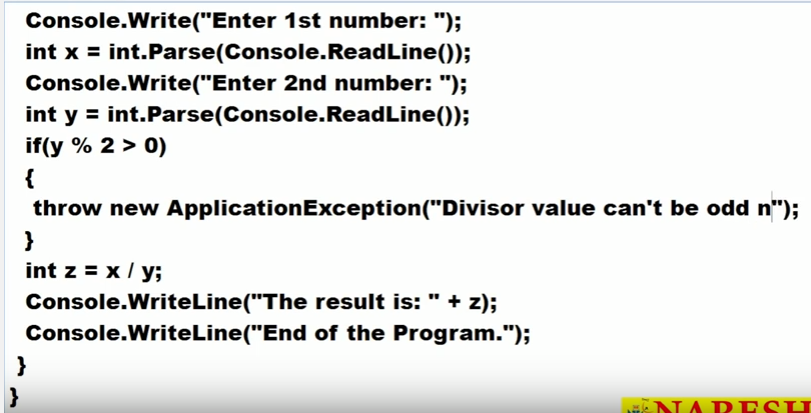 Console.Write("Enter 1st number: ");
int x = int.Parse(Console.ReadLine());
Console.Write("Enter 2nd number: ");
int y = int.Parse(Console.ReadLine());
if(y % 2 > 0)
{
throw new ApplicationException("Divisor value can't be odd n");
}
int z = x / y;
Console.WriteLine("The result is: " + z);
Console.WriteLine("End of the Program.");
}
}
NARESH